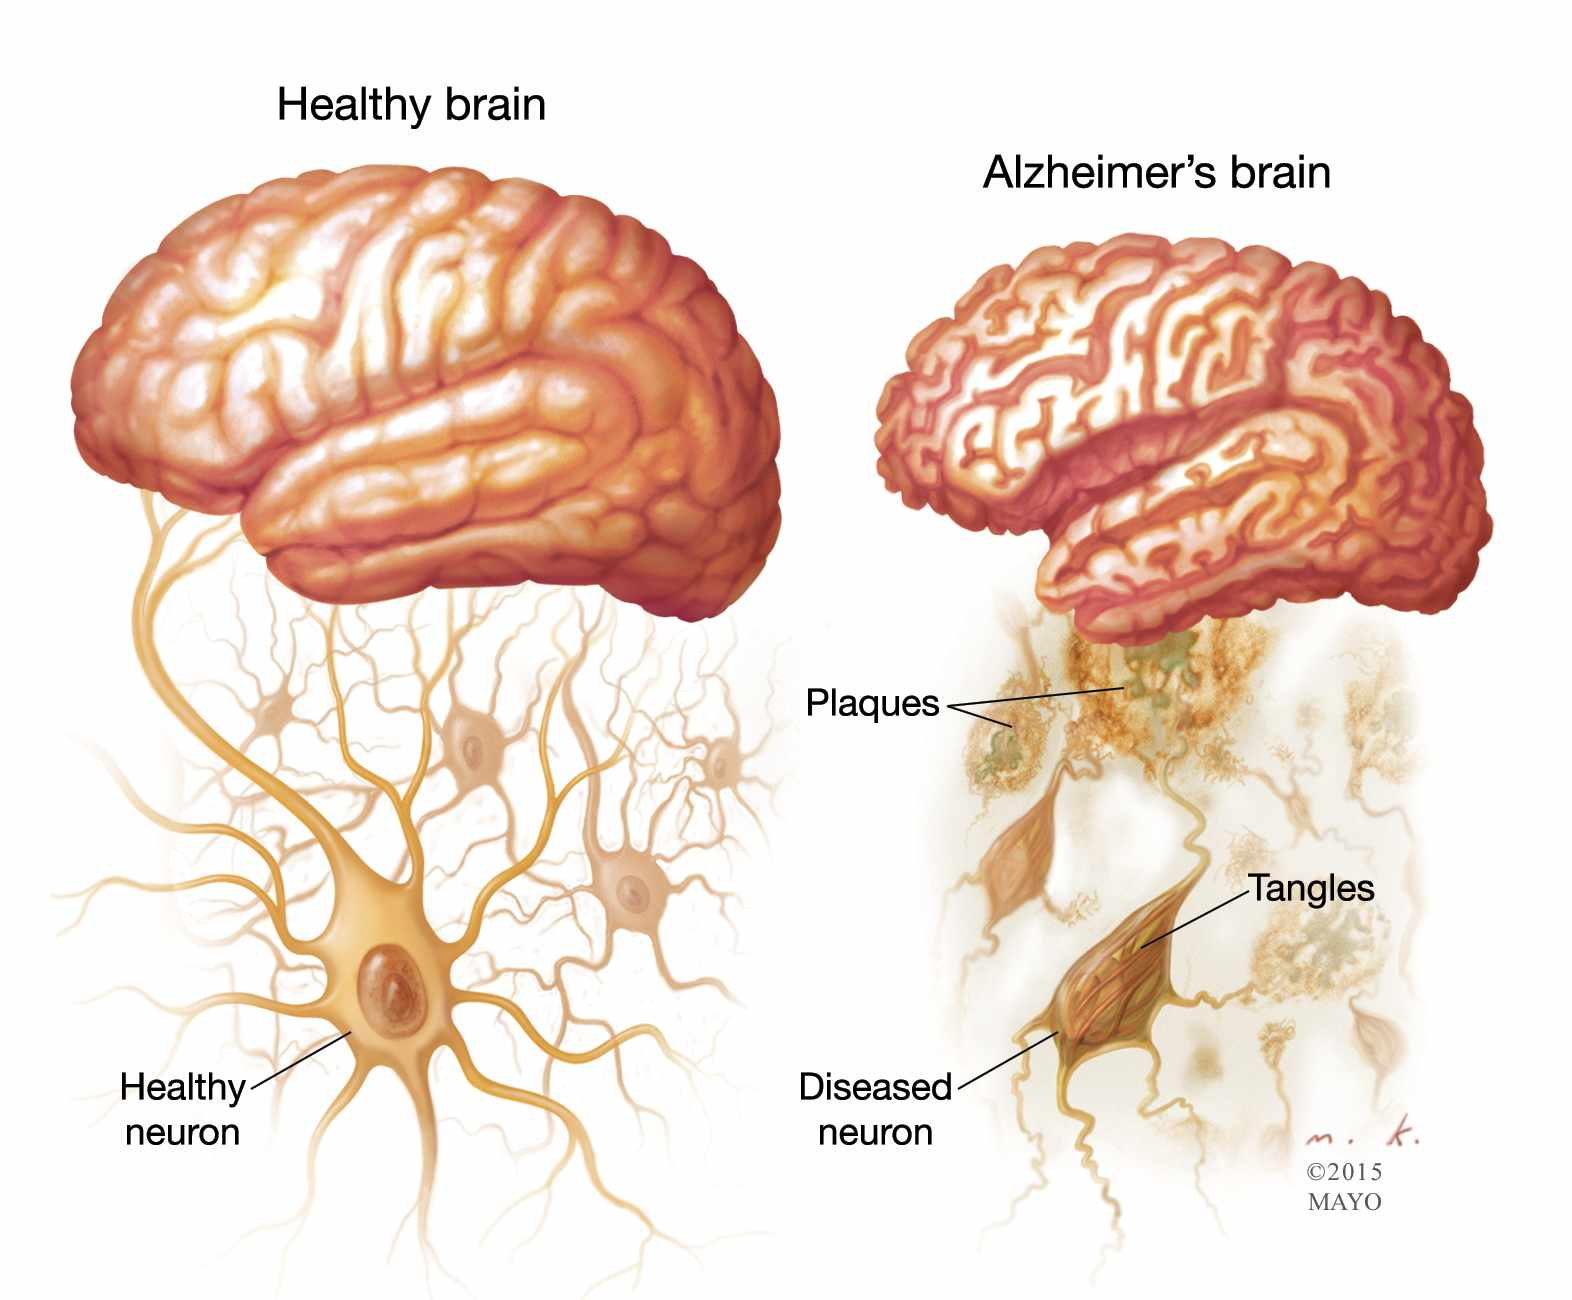 Healthy brain
Alzheimer’s brain
Plaques
Tangles
Healthy
neuron
Diseased
neuron
m. k.
©2015
MAYO